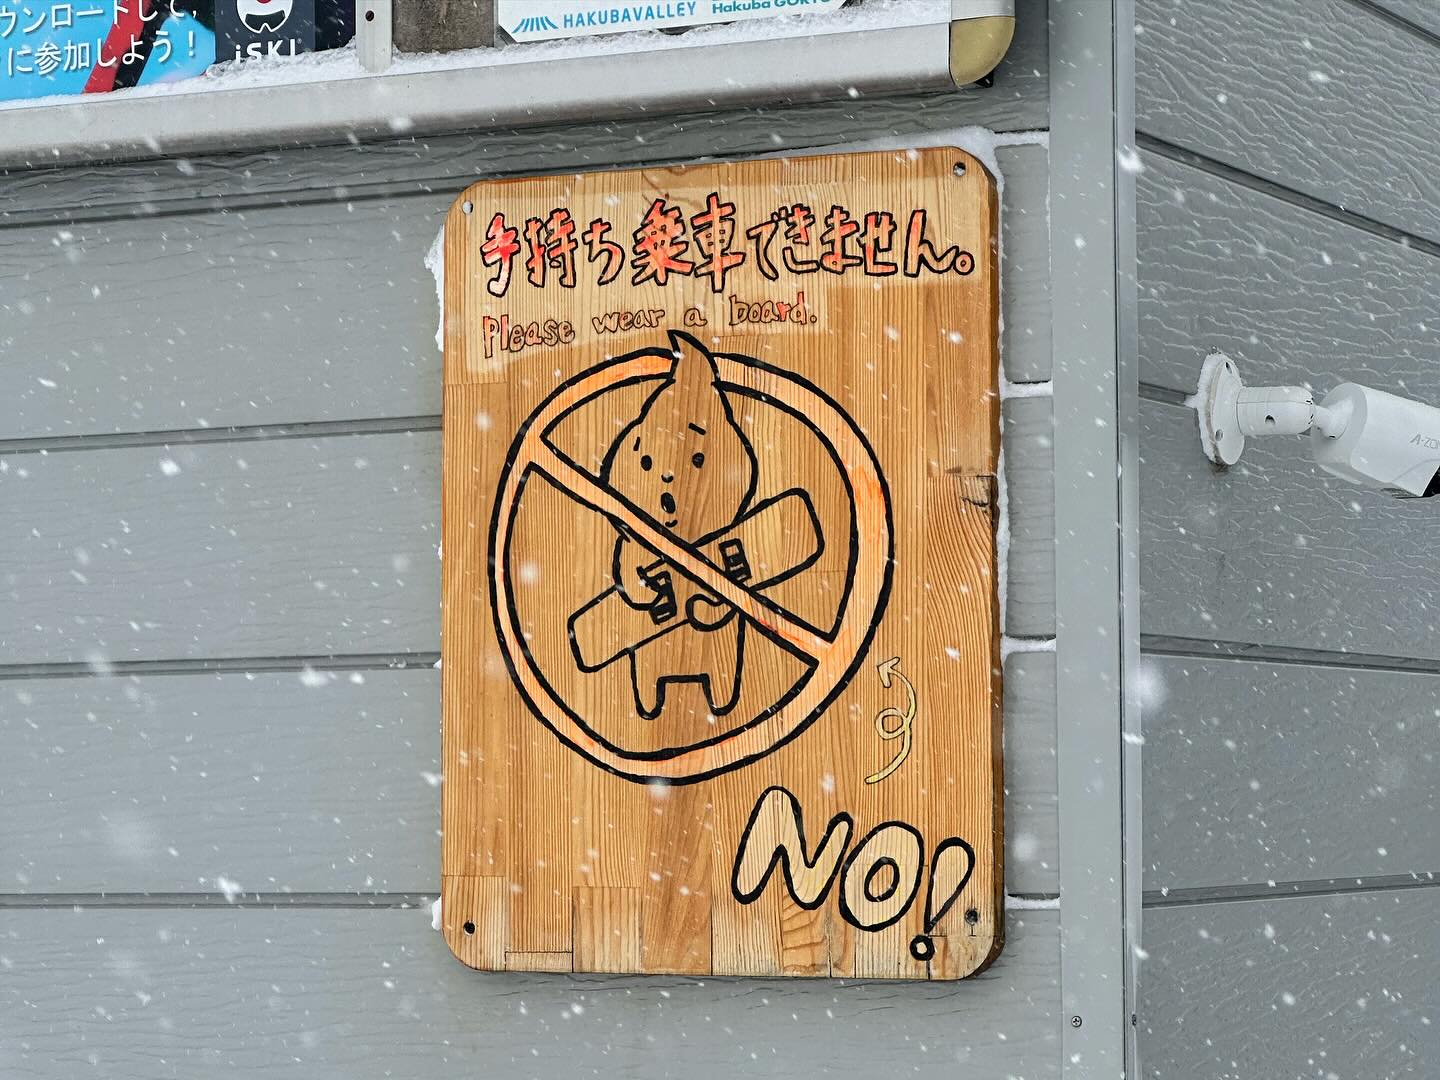 ウンロードして、
に参加しよう！
iSKI
HAKUBAVALLEY
Hakuba GORYU
手持ち乗車できません。
Please wear a board.
NO!